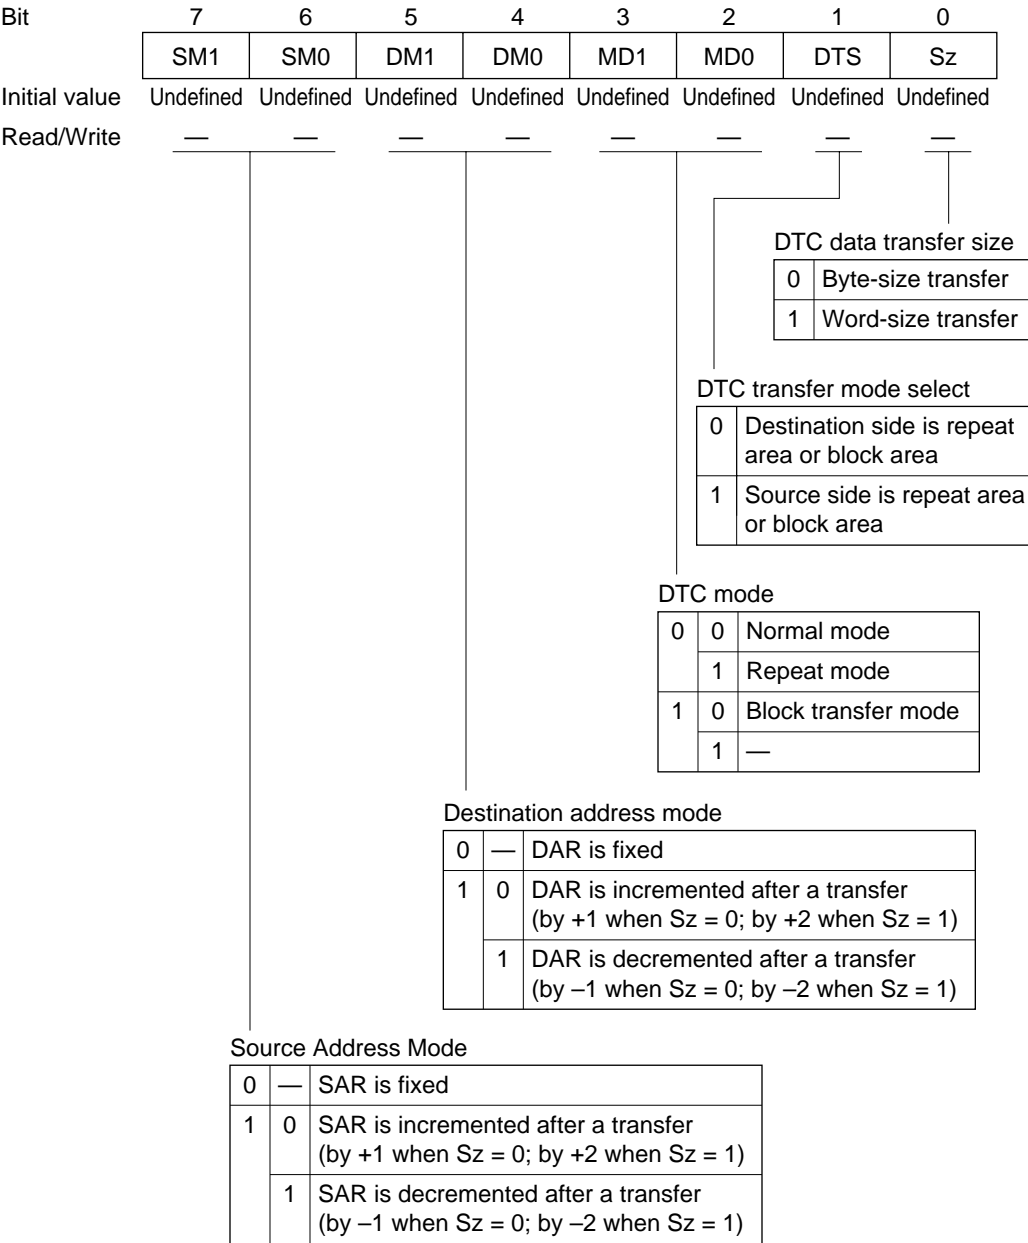 Bit 7 6 5 4 3 2 1 0
SM1 SM0 DM1 DM0 MD1 MD0 DTS Sz
Initial value Undefined Undefined Undefined Undefined Undefined Undefined Undefined Undefined
Read/Write — — — — — — — —
DTC data transfer size
0 Byte-size transfer
1 Word-size transfer
DTC transfer mode select
0 Destination side is repeat
area or block area
1 Source side is repeat area
or block area
DTC mode
0 0 Normal mode
1 Repeat mode
1 0 Block transfer mode
1 —
Destination address mode
0 — DAR is fixed
1 0 DAR is incremented after a transfer
(by +1 when Sz = 0; by +2 when Sz = 1)
1 DAR is decremented after a transfer
(by –1 when Sz = 0; by –2 when Sz = 1)
Source Address Mode
0 — SAR is fixed
1 0 SAR is incremented after a transfer
(by +1 when Sz = 0; by +2 when Sz = 1)
1 SAR is decremented after a transfer
(by –1 when Sz = 0; by –2 when Sz = 1)